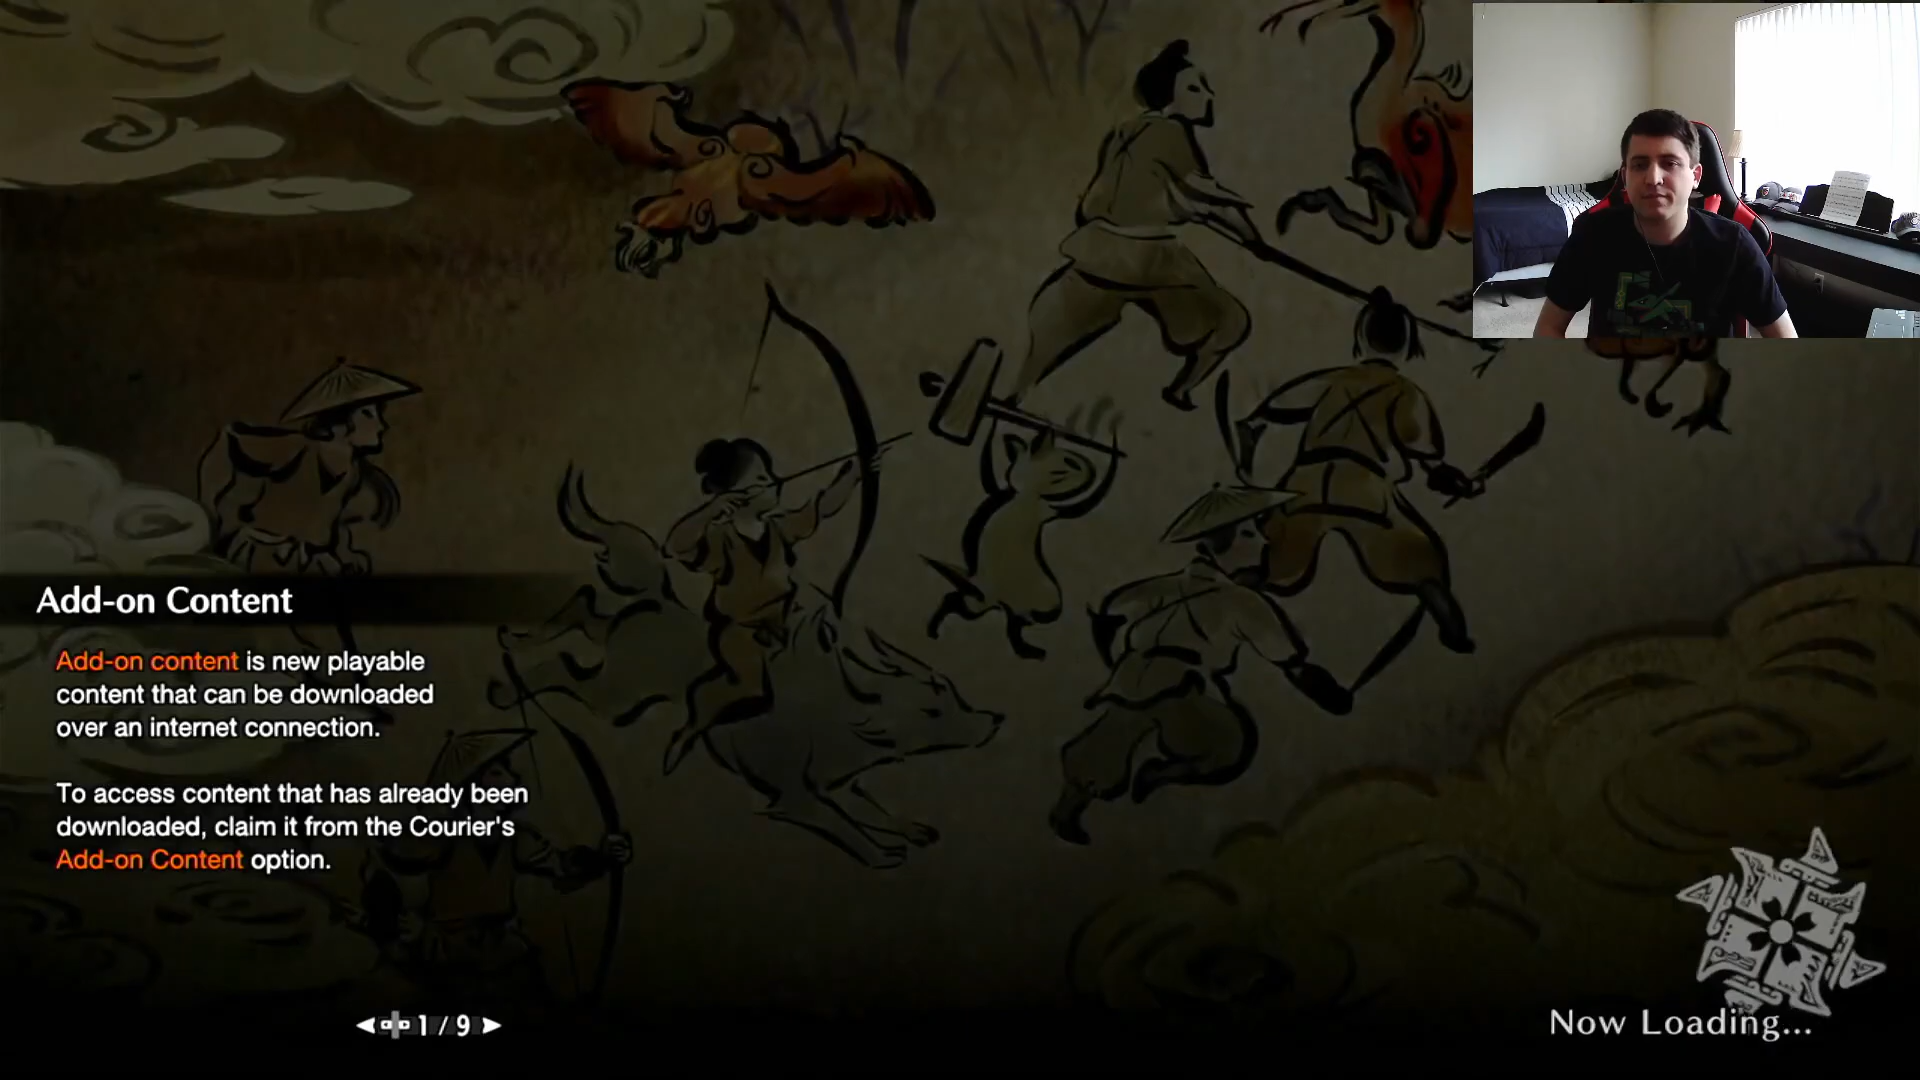 Add-on Content
Add-on content is new playable
content that can be downloaded
over an internet connection.
To access content that has already been
downloaded, claim it from the Courier's
Add-on Content option.
1 / 9
Now Loading...